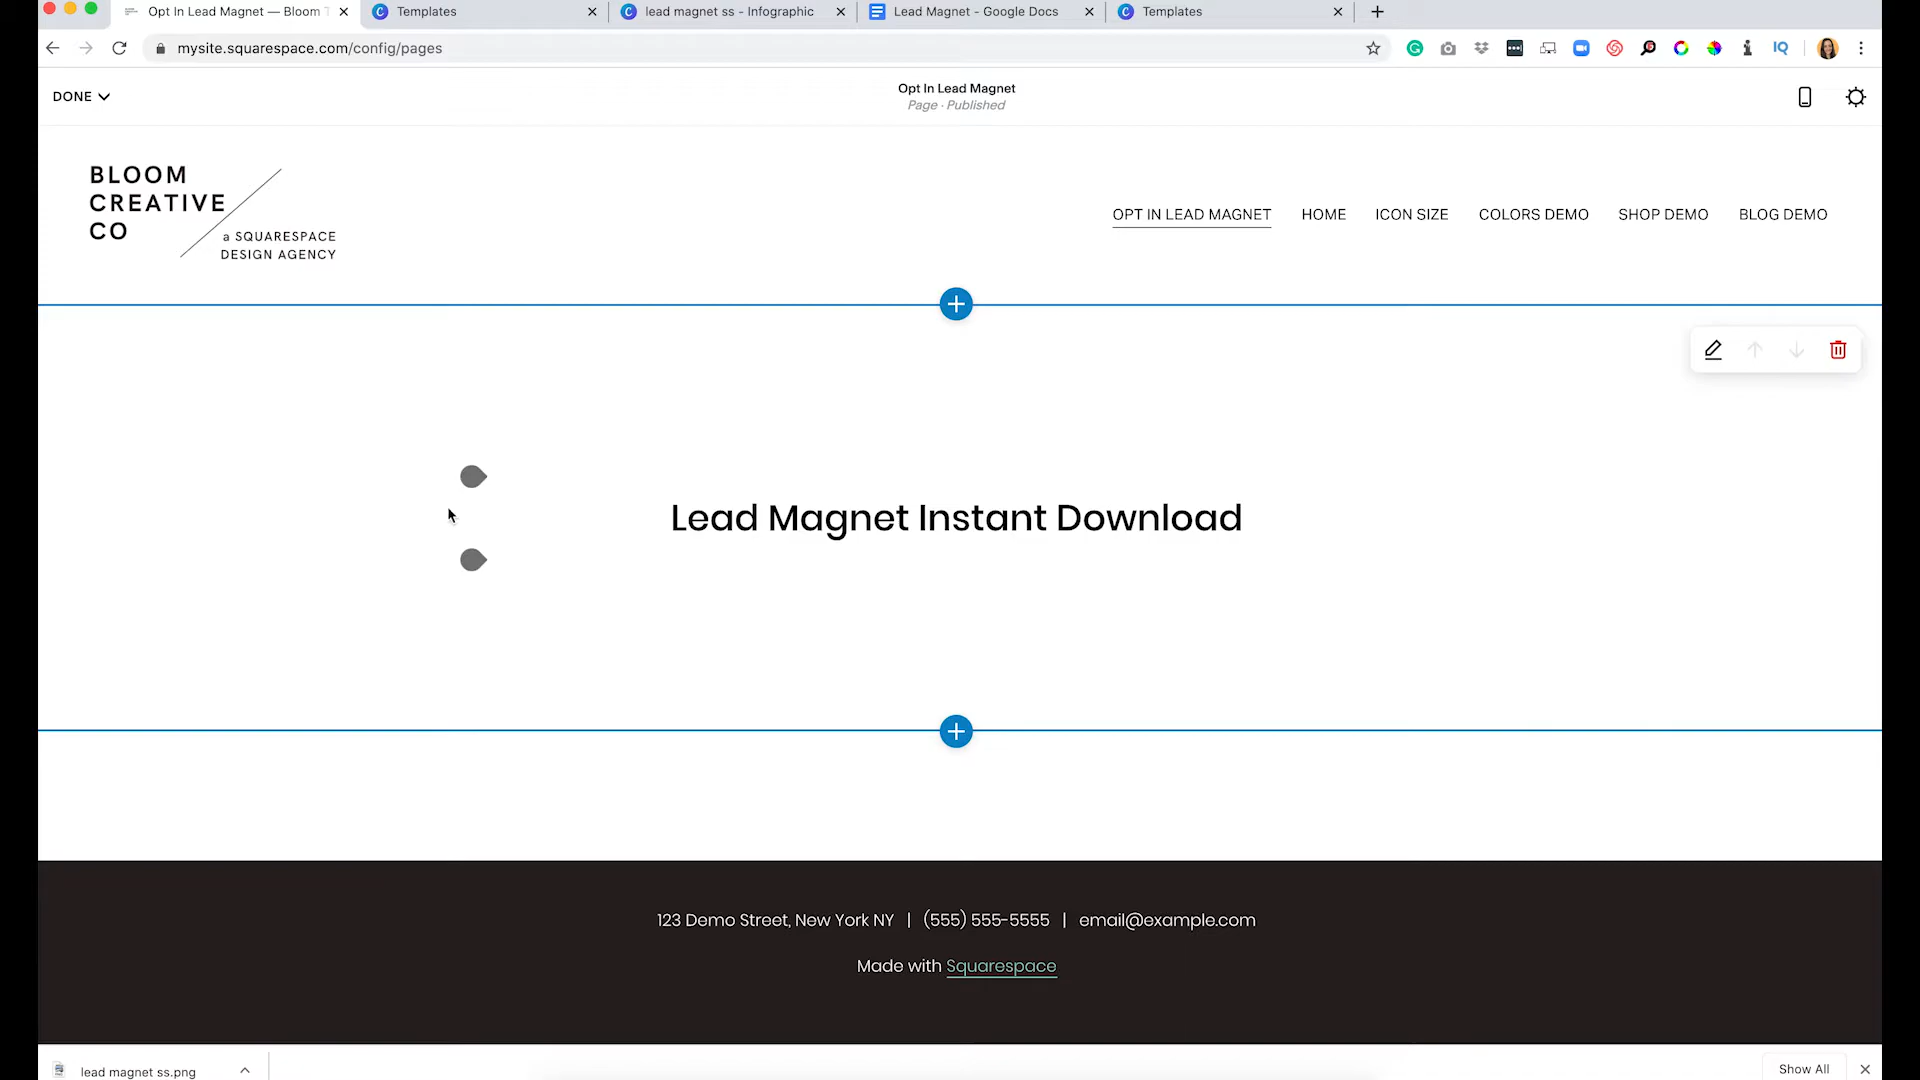 Opt In Lead Magnet — Bloom T
Templates
lead magnet ss - Infographic
Lead Magnet - Google Docs
Templates
mysite.squarespace.com/config/pages
IQ
DONE
Opt In Lead Magnet
Page · Published
BLOOM
CREATIVE
CO
a SQUARESPACE
DESIGN AGENCY
OPT IN LEAD MAGNET
HOME
ICON SIZE
COLORS DEMO
SHOP DEMO
BLOG DEMO
Lead Magnet Instant Download
123 Demo Street, New York NY | (555) 555-5555 | email@example.com
Made with Squarespace
lead magnet ss.png
Show All